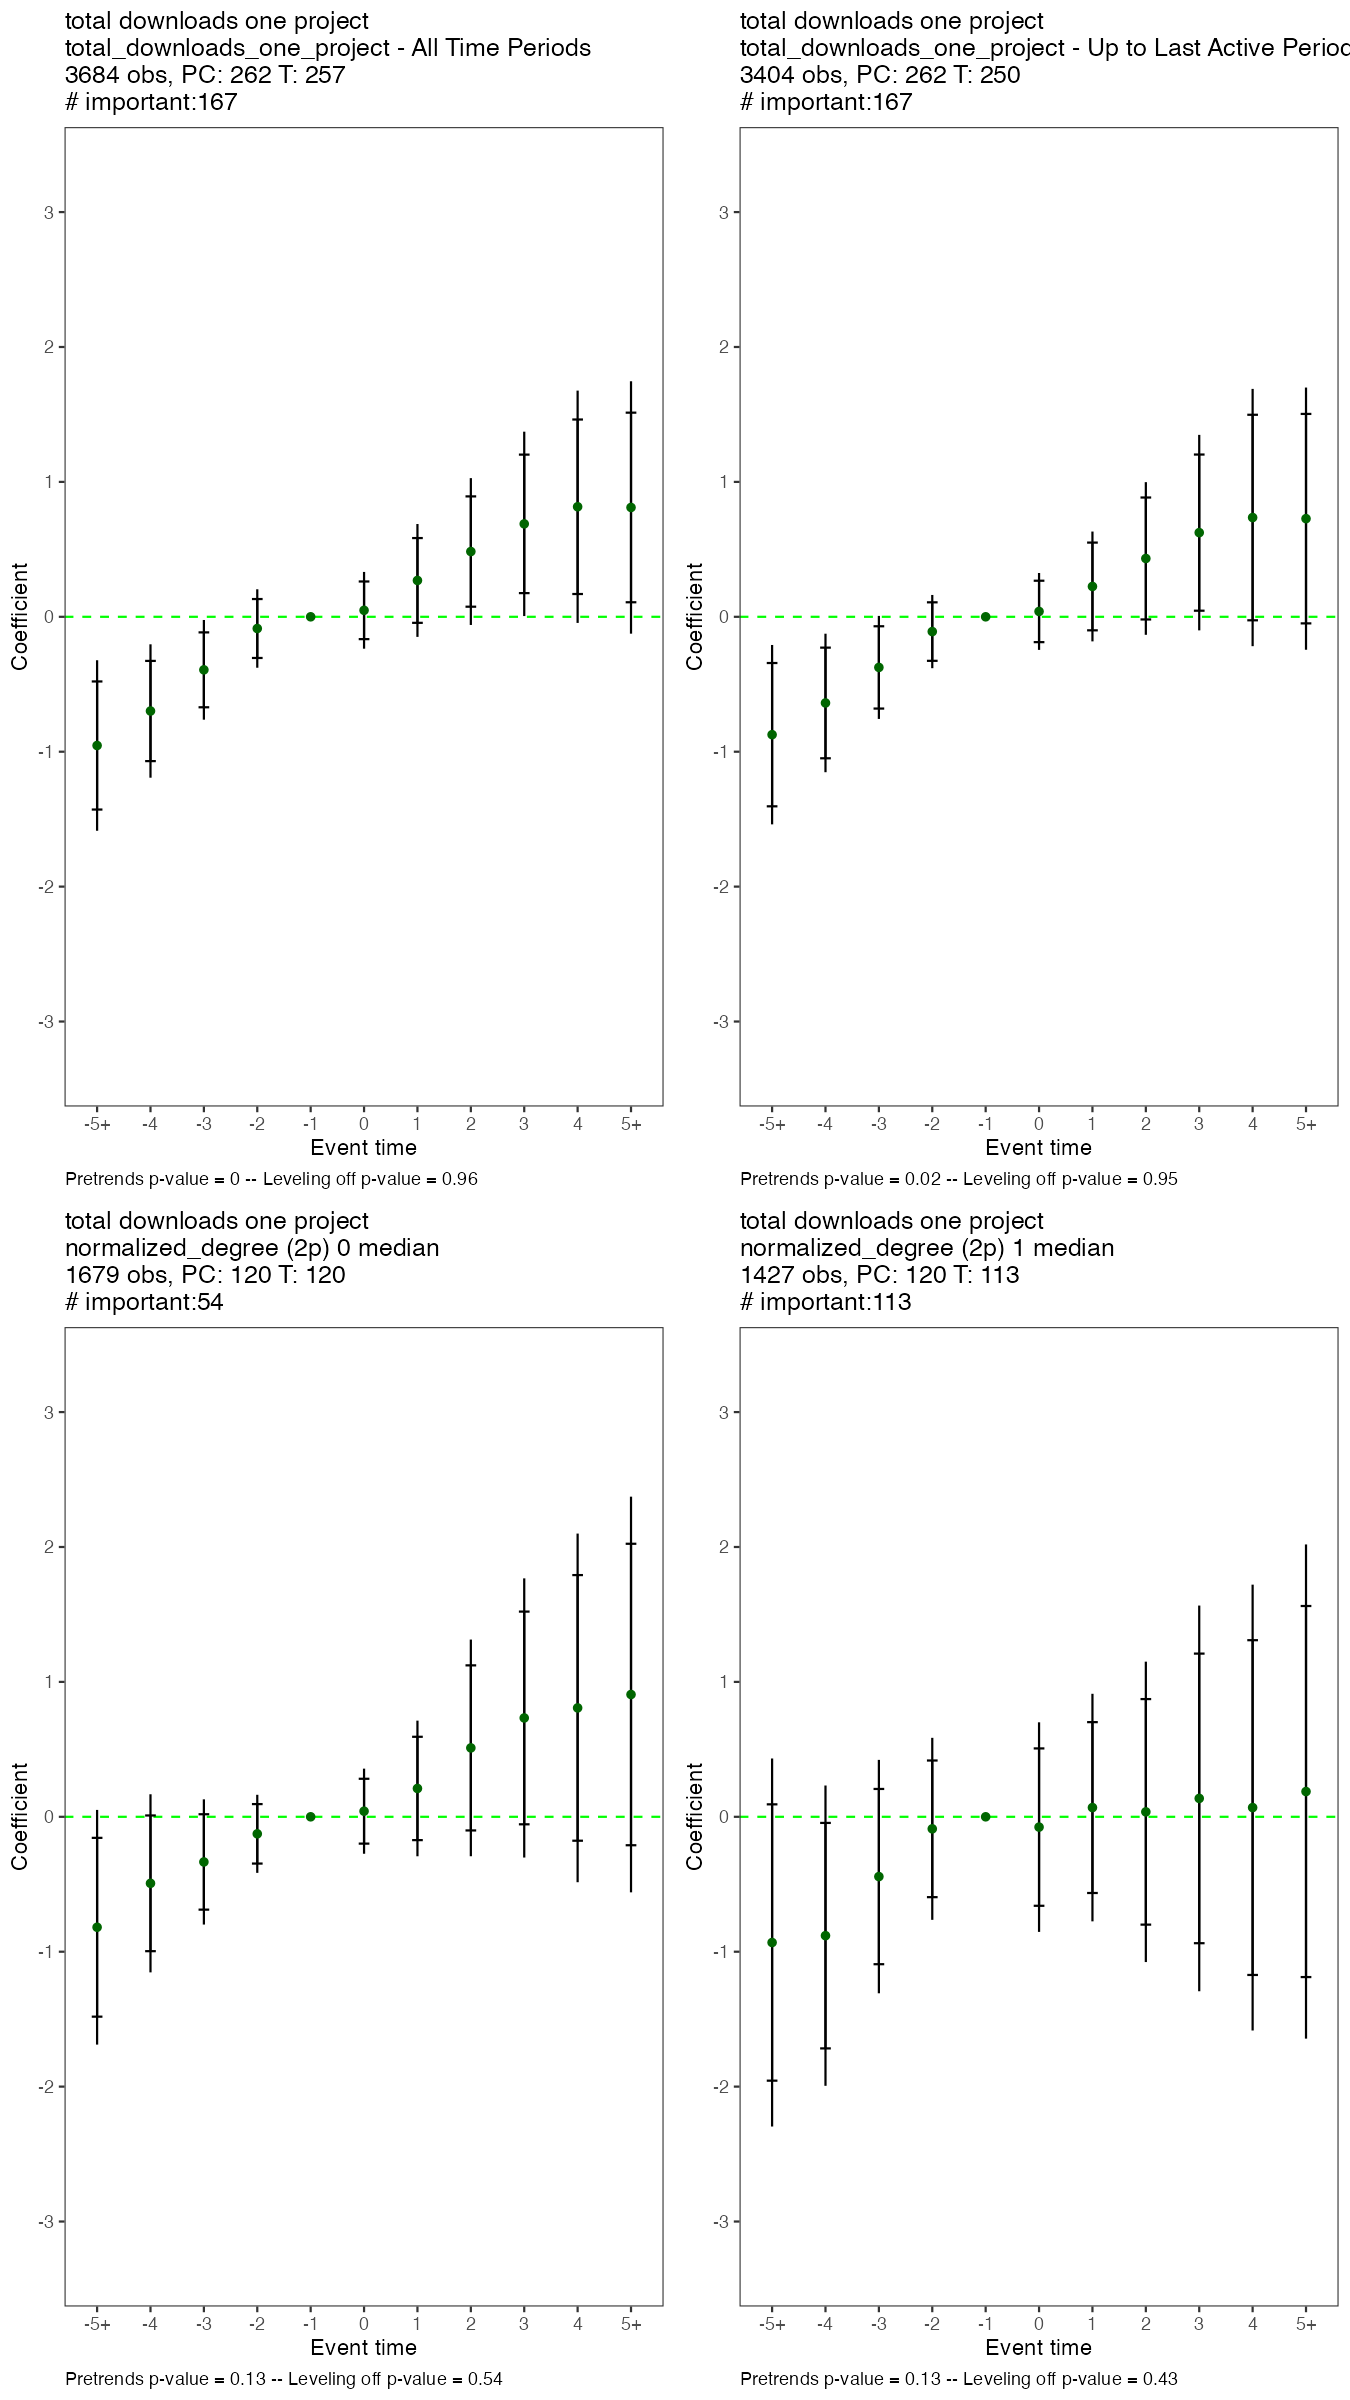 total downloads one project
total_downloads_one_project - All Time Periods
3684 obs, PC: 262 T: 257
# important:167
3
2
1
0
-1
-2
-3
Coefficient
-5+ -4 -3 -2 -1 0 1 2 3 4 5+
Event time
Pretrends p-value = 0 -- Leveling off p-value = 0.96
total downloads one project
total_downloads_one_project - Up to Last Active Period
3404 obs, PC: 262 T: 250
# important:167
3
2
1
0
-1
-2
-3
Coefficient
-5+ -4 -3 -2 -1 0 1 2 3 4 5+
Event time
Pretrends p-value = 0.02 -- Leveling off p-value = 0.95
total downloads one project
normalized_degree (2p) 0 median
1679 obs, PC: 120 T: 120
# important:54
3
2
1
0
-1
-2
-3
Coefficient
-5+ -4 -3 -2 -1 0 1 2 3 4 5+
Event time
Pretrends p-value = 0.13 -- Leveling off p-value = 0.54
total downloads one project
normalized_degree (2p) 1 median
1427 obs, PC: 120 T: 113
# important:113
3
2
1
0
-1
-2
-3
Coefficient
-5+ -4 -3 -2 -1 0 1 2 3 4 5+
Event time
Pretrends p-value = 0.13 -- Leveling off p-value = 0.43